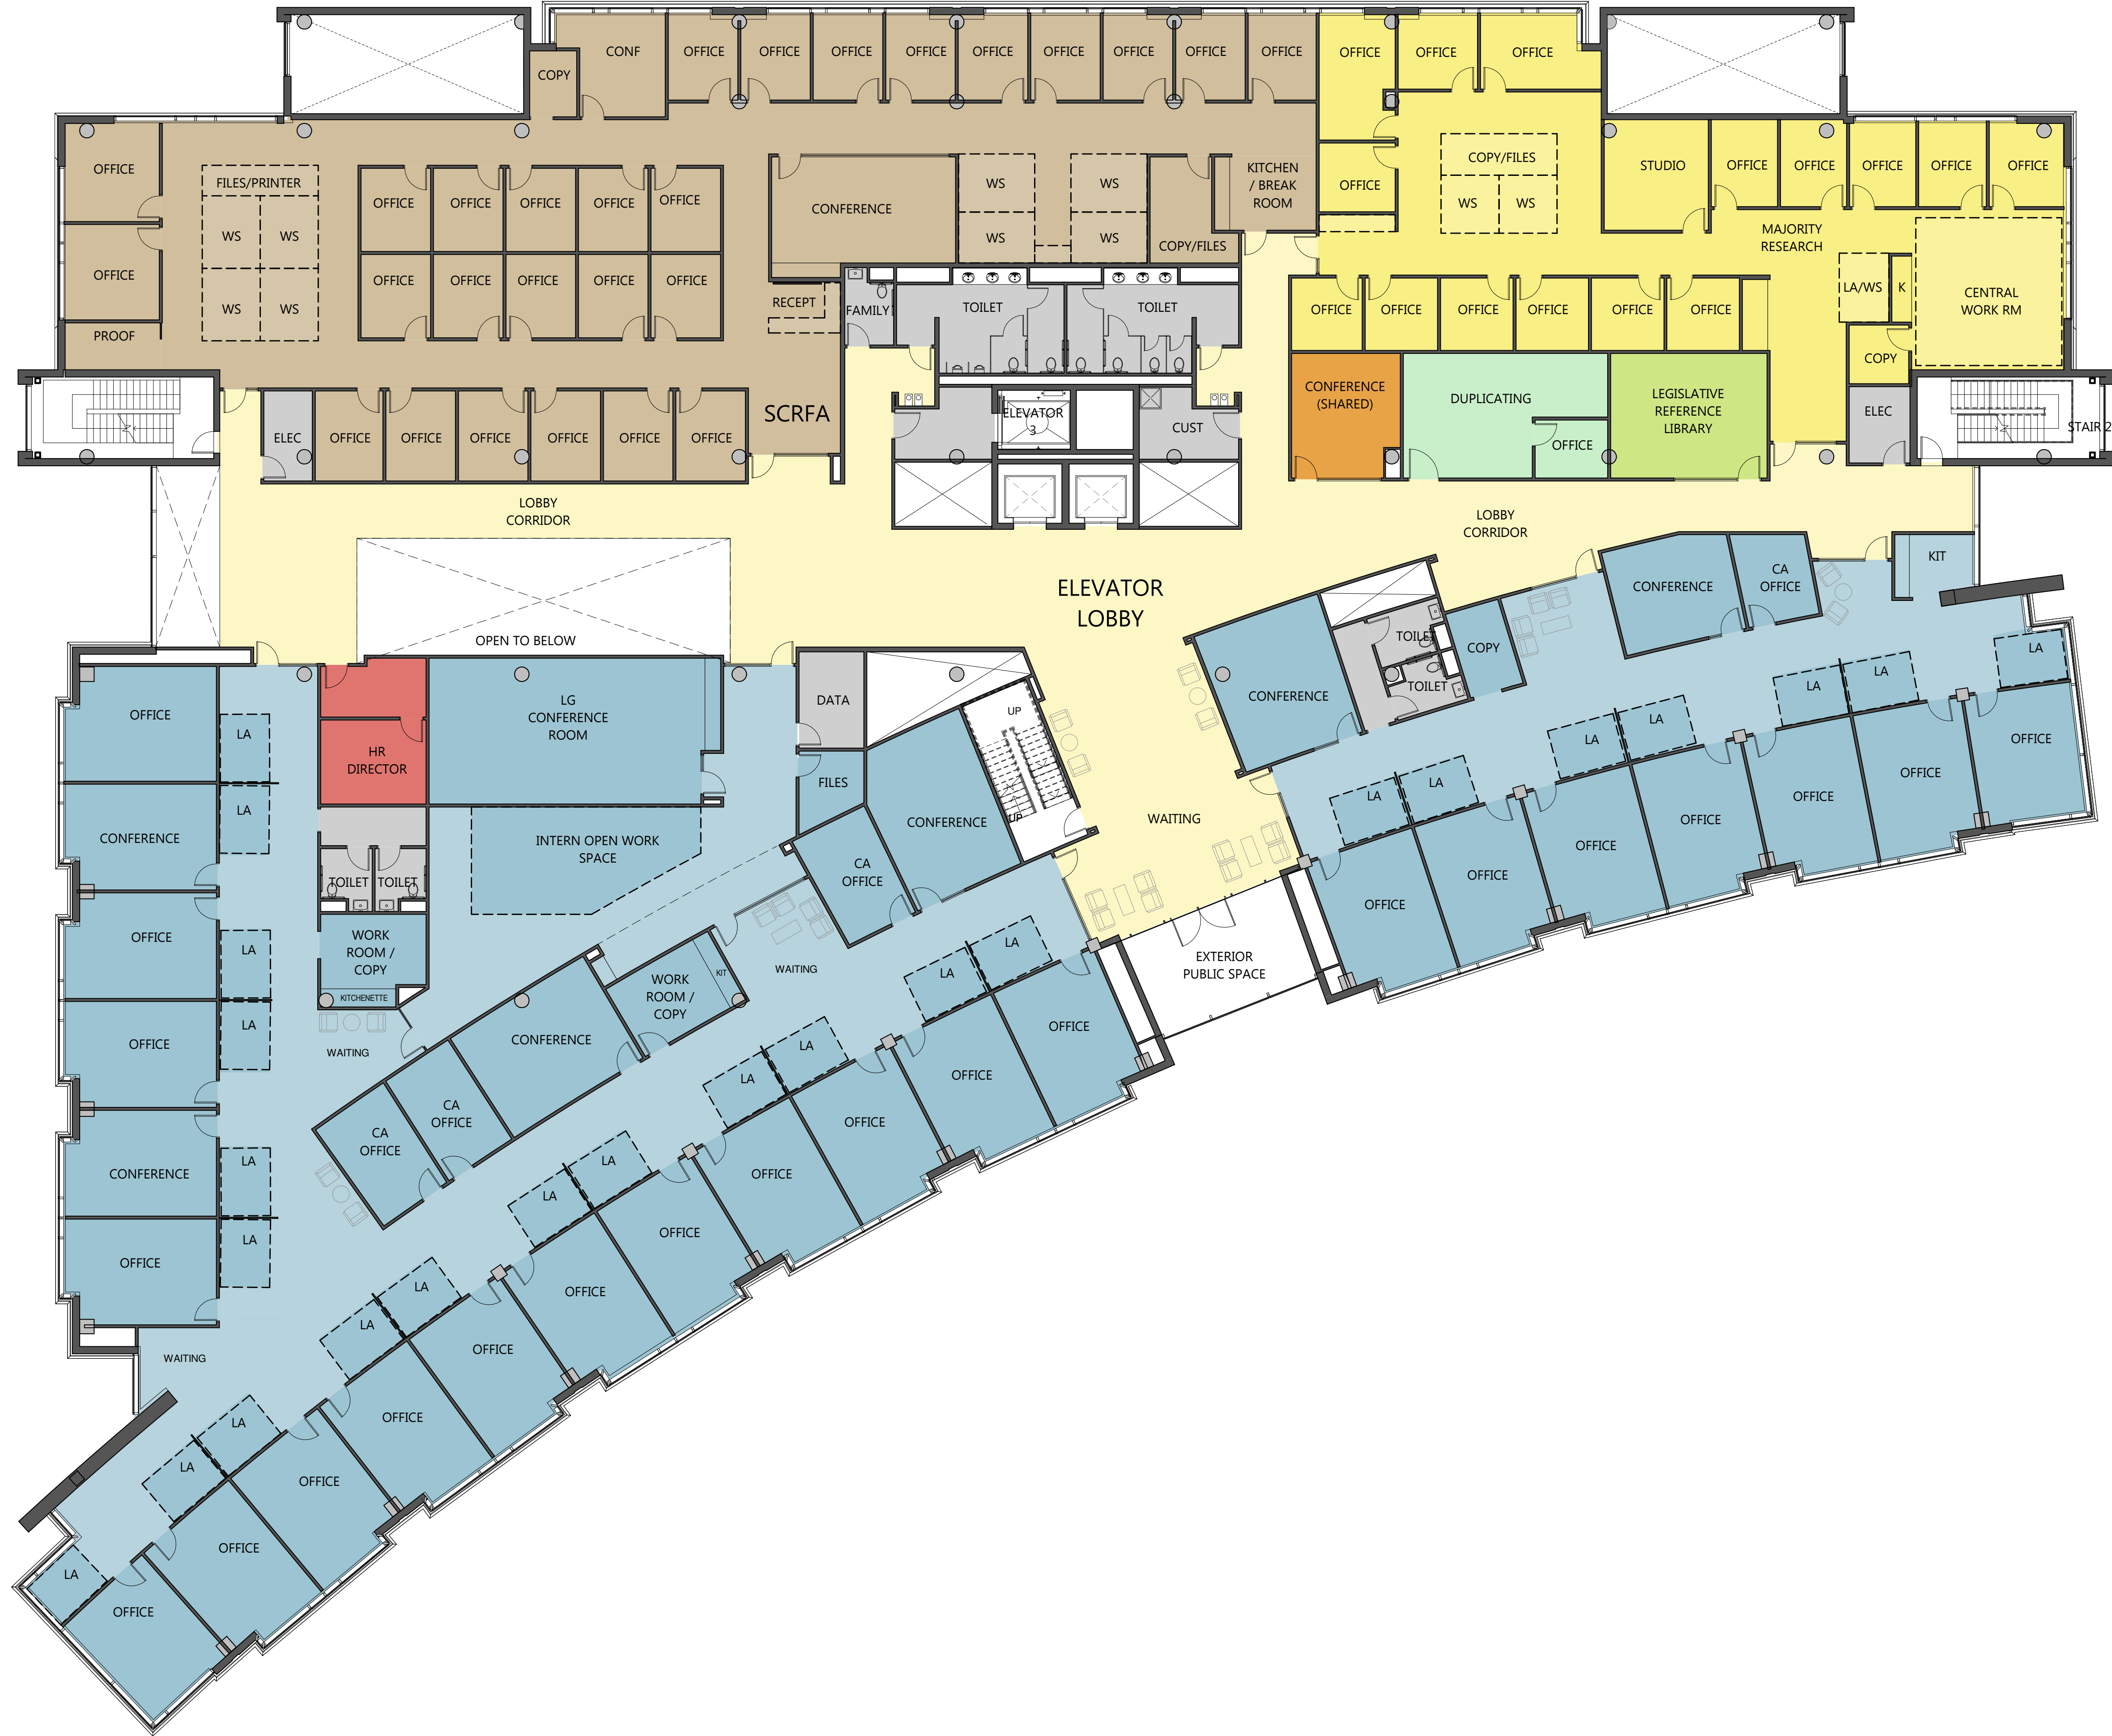 CONF
OFFICE
OFFICE
OFFICE
OFFICE
OFFICE
OFFICE
OFFICE
OFFICE
OFFICE
OFFICE
OFFICE
OFFICE
COPY
OFFICE
FILES/PRINTER
WS
WS
WS
WS
OFFICE
PROOF
OFFICE
OFFICE
OFFICE
OFFICE
OFFICE
OFFICE
OFFICE
OFFICE
OFFICE
OFFICE
CONFERENCE
WS
WS
WS
WS
COPY/FILES
KITCHEN
/ BREAK
ROOM
OFFICE
COPY/FILES
WS
WS
STUDIO
OFFICE
OFFICE
OFFICE
OFFICE
OFFICE
MAJORITY
RESEARCH
LA/WS
K
CENTRAL
WORK RM
COPY
RECEPT
FAMILY
TOILET
TOILET
OFFICE
OFFICE
OFFICE
OFFICE
OFFICE
OFFICE
ELEC
OFFICE
OFFICE
OFFICE
OFFICE
OFFICE
OFFICE
SCRFA
ELEVATOR
3
CUST
CONFERENCE
(SHARED)
DUPLICATING
OFFICE
LEGISLATIVE
REFERENCE
LIBRARY
ELEC
STAIR 2
LOBBY
CORRIDOR
LOBBY
CORRIDOR
OPEN TO BELOW
ELEVATOR
LOBBY
CONFERENCE
CA
OFFICE
KIT
TOILET
TOILET
COPY
CONFERENCE
LA
LA
LA
LA
LA
LA
LA
OFFICE
OFFICE
OFFICE
OFFICE
OFFICE
OFFICE
OFFICE
OFFICE
LA
HR
DIRECTOR
LG
CONFERENCE
ROOM
DATA
FILES
UP
UP
CONFERENCE
CA
OFFICE
WAITING
EXTERIOR
PUBLIC SPACE
CONFERENCE
LA
INTERN OPEN WORK
SPACE
TOILET
TOILET
OFFICE
LA
WORK
ROOM /
COPY
KITCHENETTE
WAITING
OFFICE
LA
WORK
ROOM /
COPY
KIT
WAITING
CONFERENCE
CA
OFFICE
CA
OFFICE
CONFERENCE
LA
OFFICE
LA
WAITING
LA
LA
OFFICE
OFFICE
LA
LA
OFFICE
OFFICE
LA
LA
OFFICE
OFFICE
LA
LA
OFFICE
OFFICE
LA
LA
OFFICE
OFFICE
LA
OFFICE